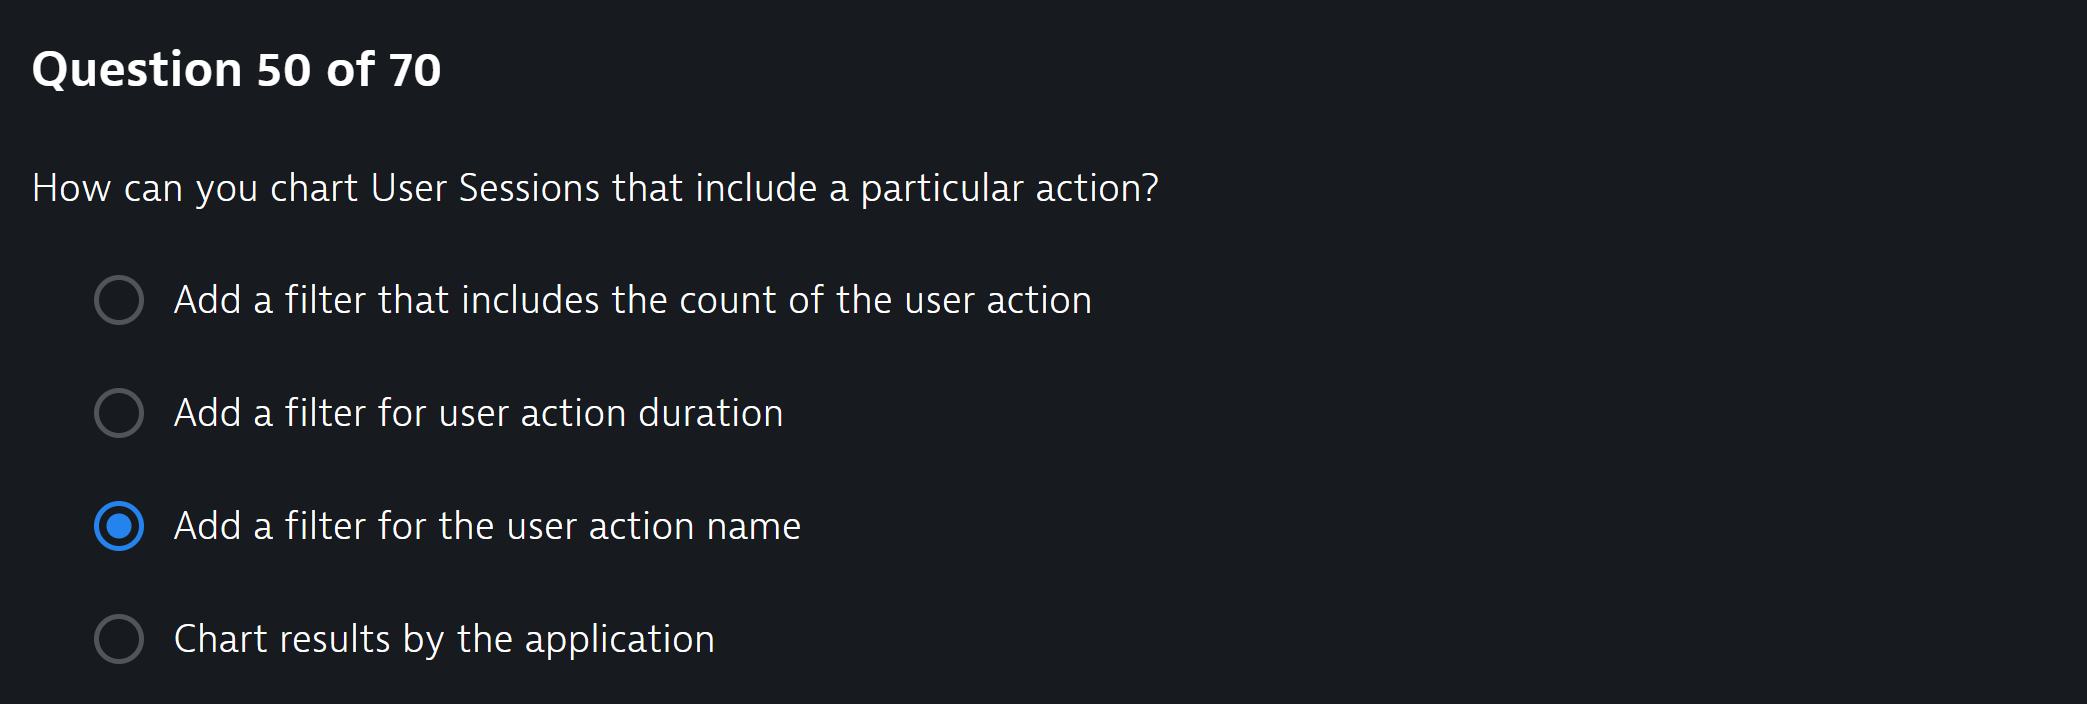 Question 50 of 70
How can you chart User Sessions that include a particular action?
Add a filter that includes the count of the user action
Add a filter for user action duration
Add a filter for the user action name
Chart results by the application